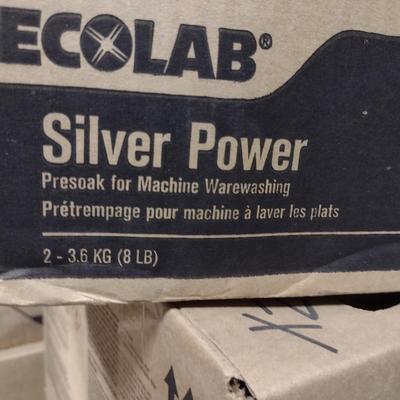 ECOLAB®
Silver Power
Presoak for Machine Warewashing
Prétrempage pour machine à laver les plats
2 - 3.6 KG (8 LB)